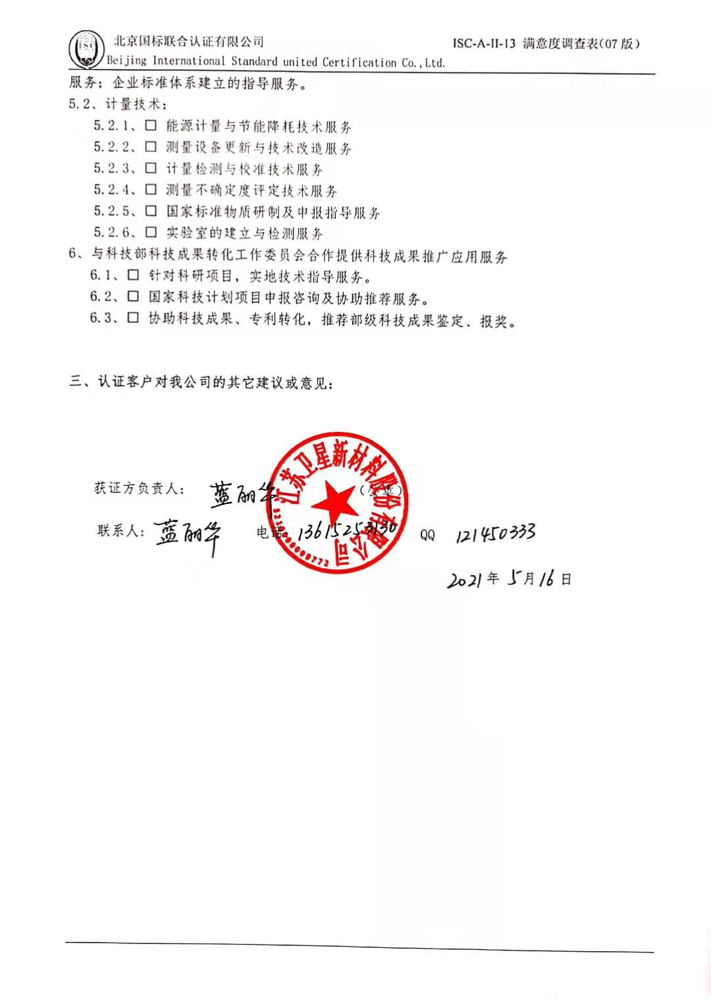 北京国标联合认证有限公司 ISC-A-II-13 满意度调查表(07 版)
Beijing International Standard united Certification Co.,Ltd.
服务；企业标准体系建立的指导服务。
5.2、计量技术：
5.2.1、□ 能源计量与节能降耗技术服务
5.2.2、□ 测量设备更新与技术改造服务
5.2.3、□ 计量检测与校准技术服务
5.2.4、□ 测量不确定度评定技术服务
5.2.5、□ 国家标准物质研制及申报指导服务
5.2.6、□ 实验室的建立与检测服务
6、与科技部科技成果转化工作委员会合作提供科技成果推广应用服务
6.1、□ 针对科研项目，实地技术指导服务。
6.2、□ 国家科技计划项目申报咨询及协助推荐服务。
6.3、□ 协助科技成果、专利转化，推荐部级科技成果鉴定、报奖。
三、认证客户对我公司的其它建议或意见：
江苏卫星新材料股份有限公司
获证方负责人： 蓝丽华 （公章）
联系人：蓝丽华 电话 13615253130 QQ 121450333
2021年 5月16日